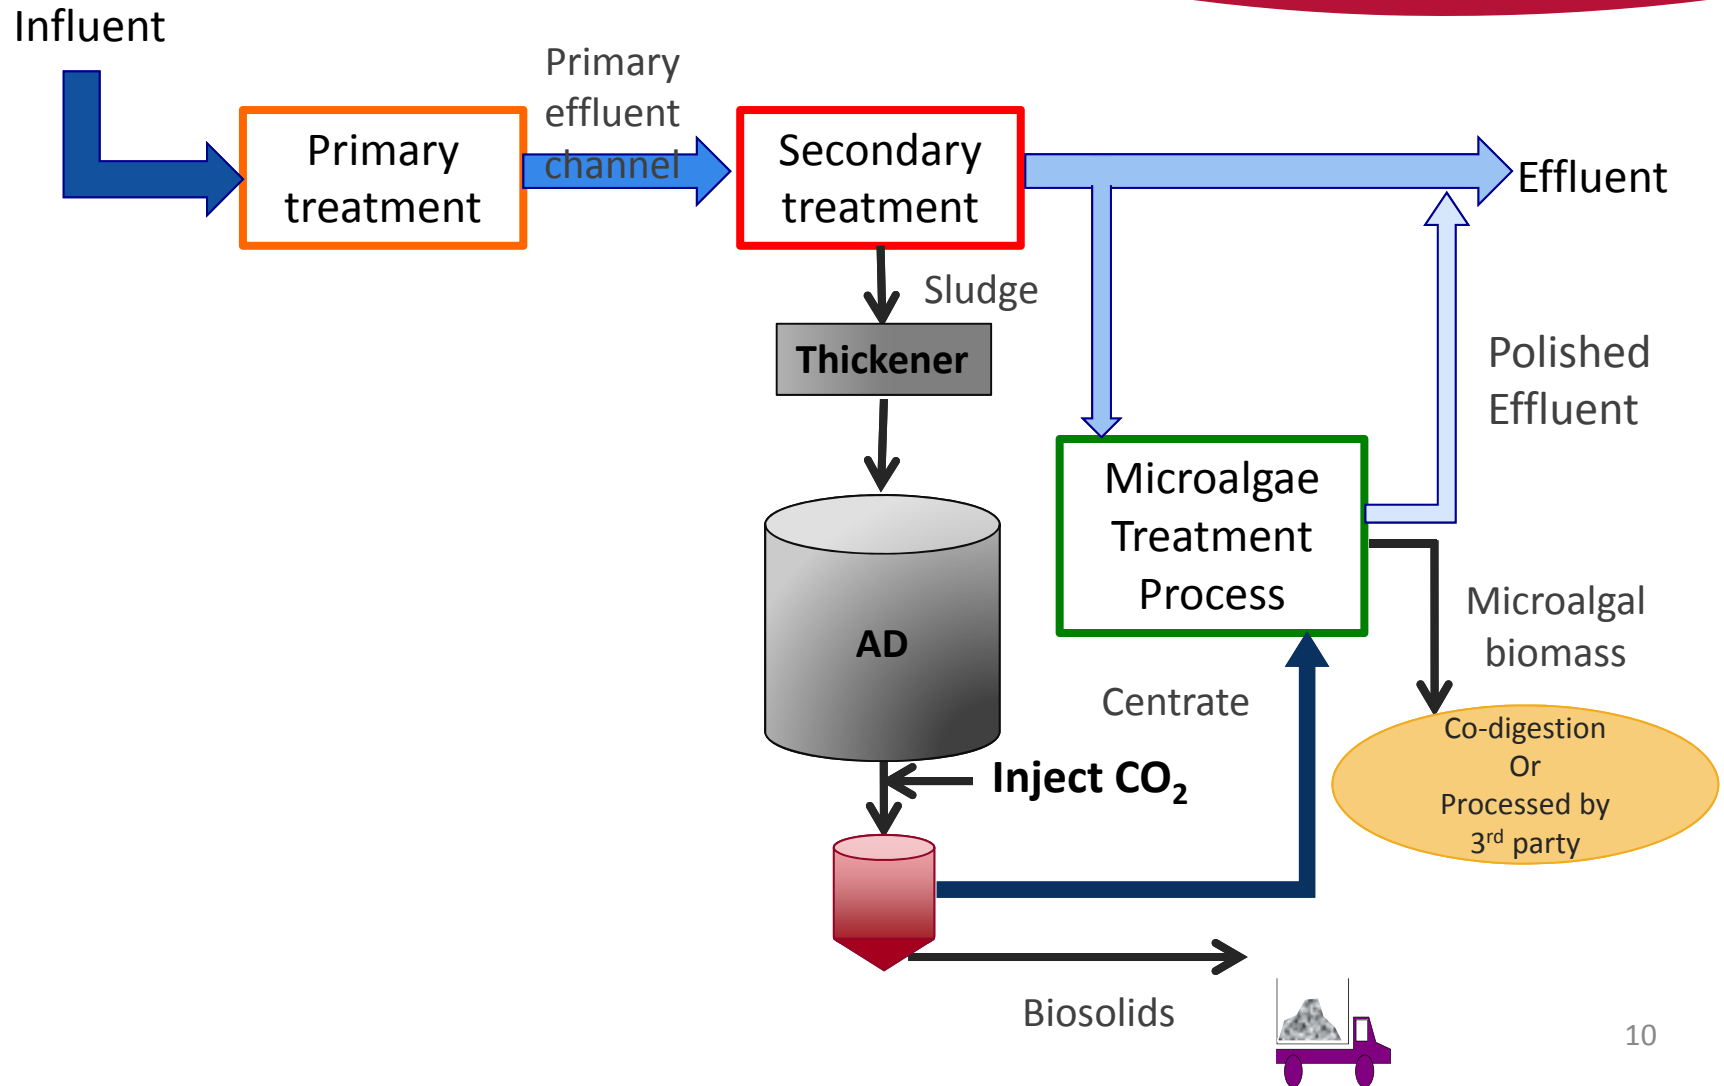 Influent
Primary
effluent
channel
Primary
treatment
Secondary
treatment
Effluent
Sludge
Thickener
Polished
Effluent
Microalgae
Treatment
Process
AD
Microalgal
biomass
Centrate
Inject CO₂
Co-digestion
Or
Processed by
3rd party
Biosolids
10